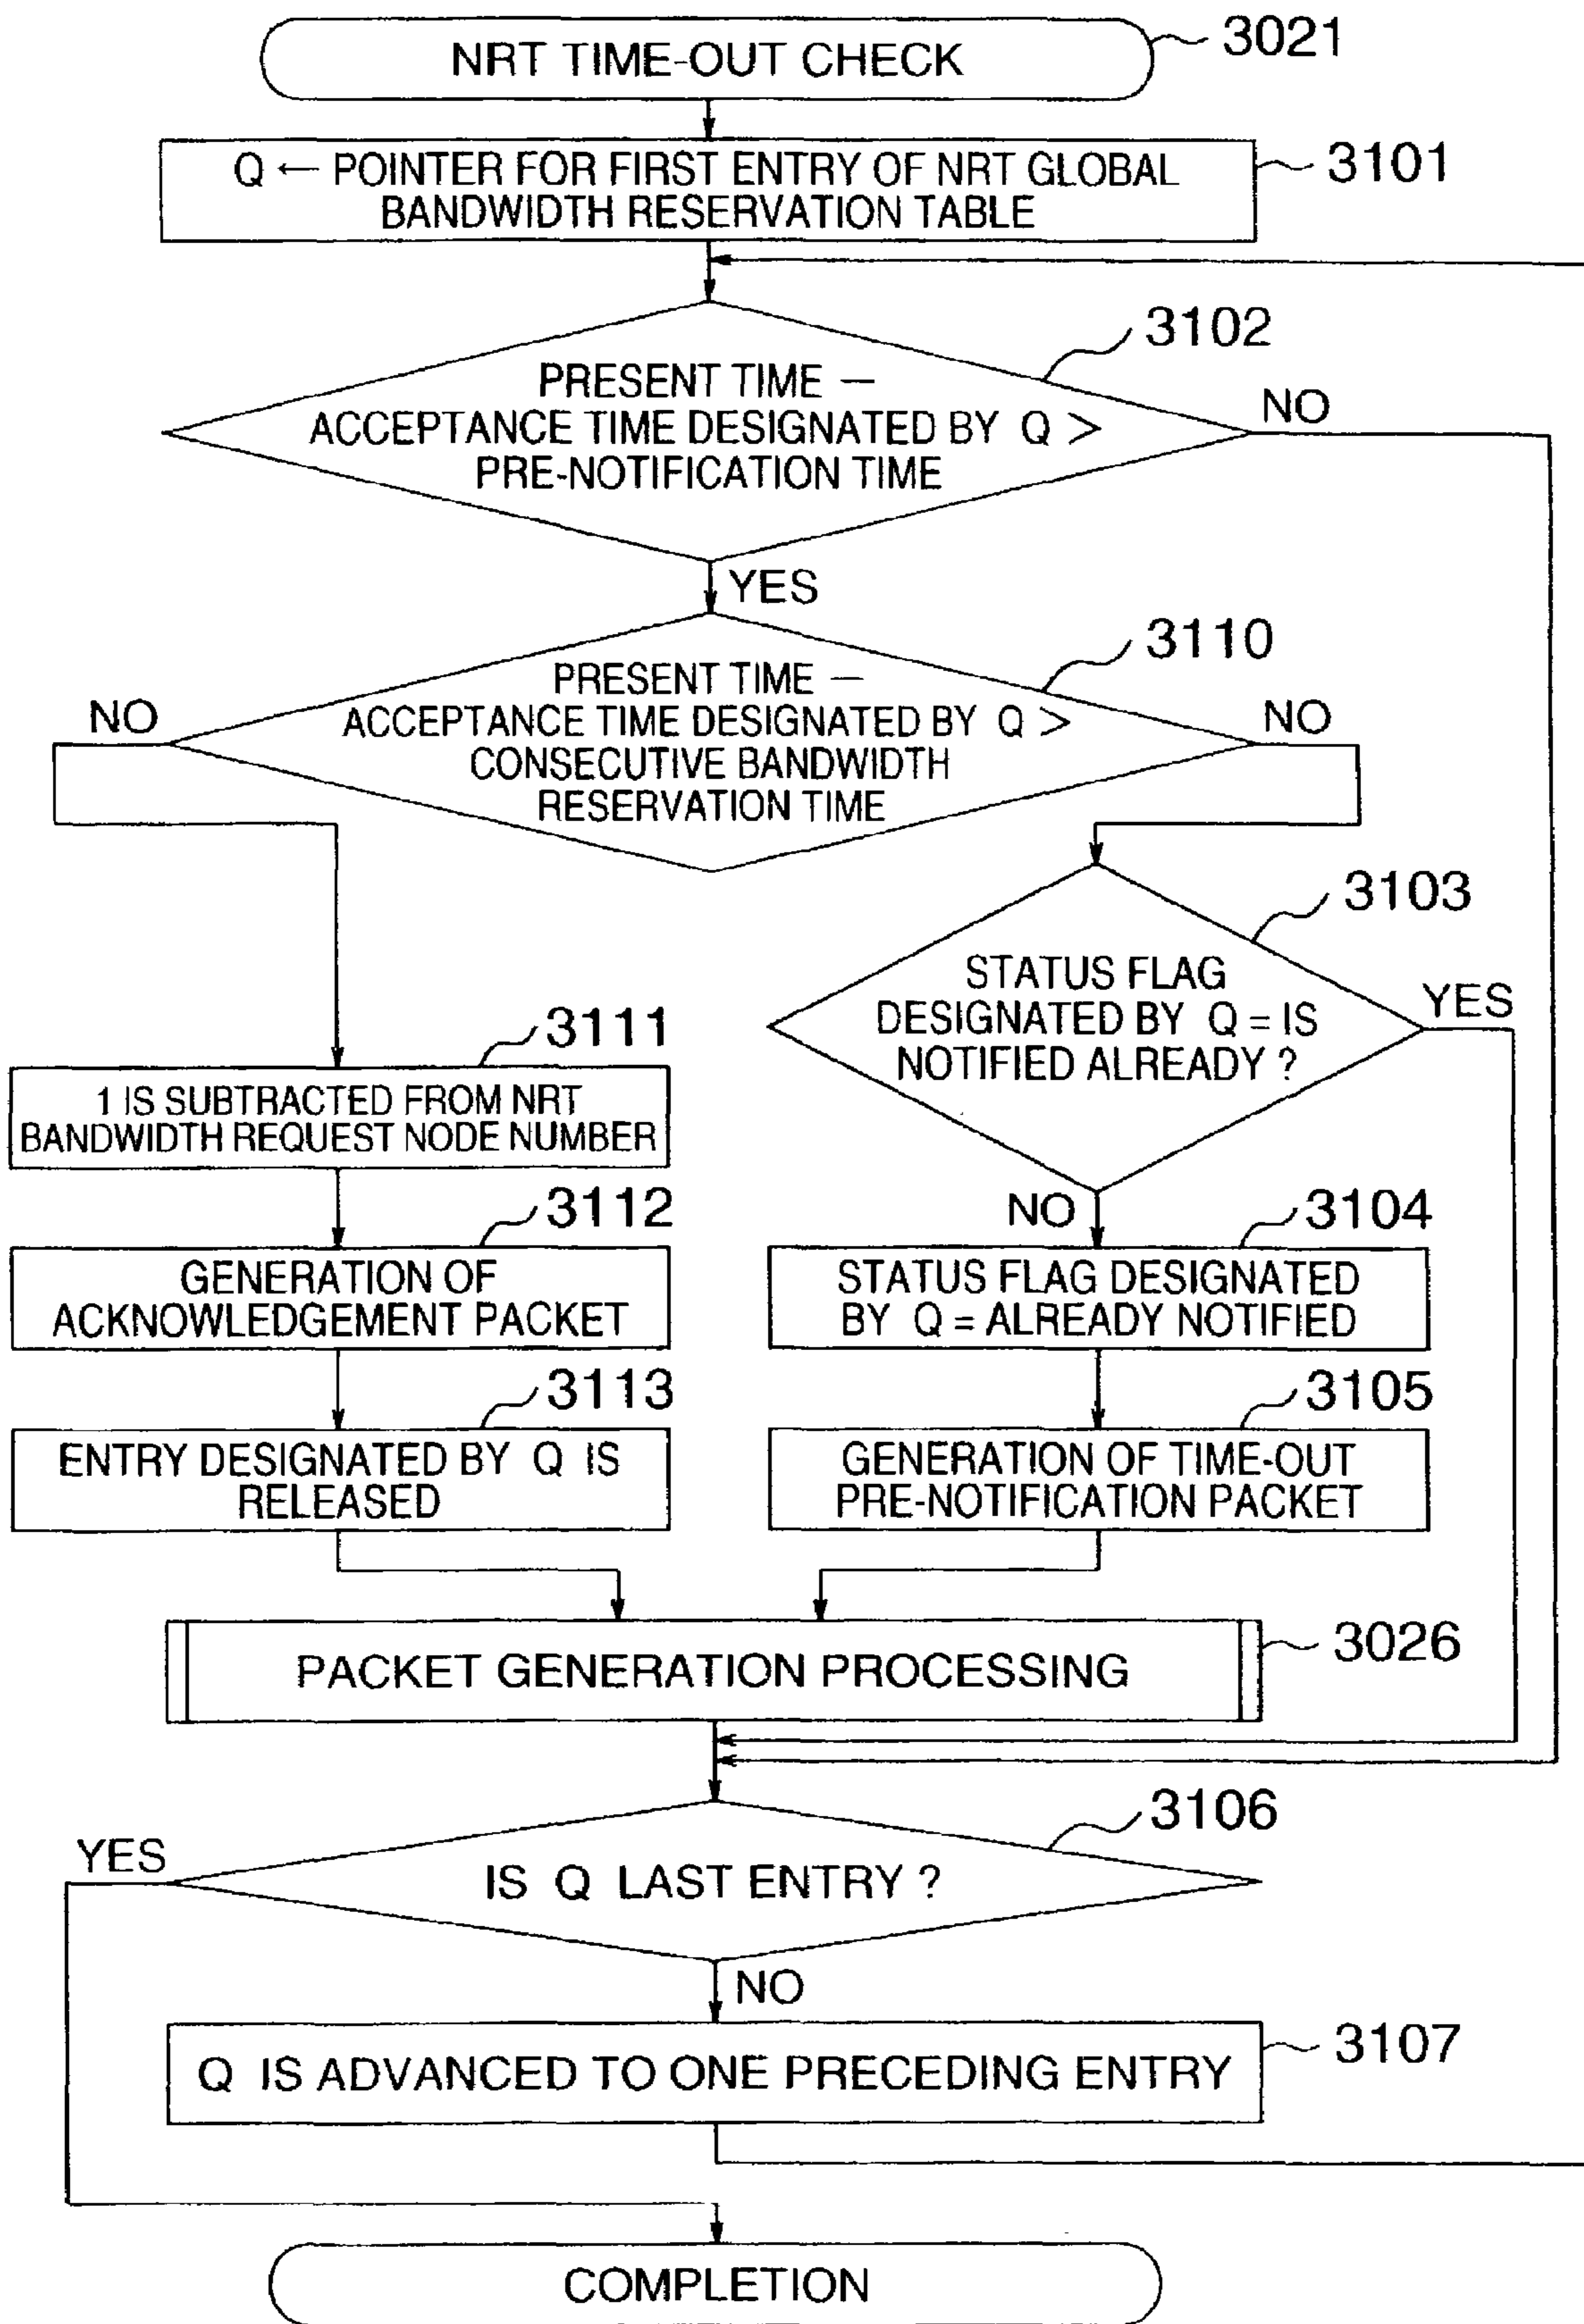 NRT TIME-OUT CHECK
3021
Q ← POINTER FOR FIRST ENTRY OF NRT GLOBAL
BANDWIDTH RESERVATION TABLE
3101
3102
PRESENT TIME —
ACCEPTANCE TIME DESIGNATED BY Q >
PRE-NOTIFICATION TIME
NO
YES
3110
PRESENT TIME —
ACCEPTANCE TIME DESIGNATED BY Q >
CONSECUTIVE BANDWIDTH
RESERVATION TIME
NO
NO
3103
STATUS FLAG
DESIGNATED BY Q = IS
NOTIFIED ALREADY ?
YES
NO
3111
1 IS SUBTRACTED FROM NRT
BANDWIDTH REQUEST NODE NUMBER
3112
GENERATION OF
ACKNOWLEDGEMENT PACKET
3113
ENTRY DESIGNATED BY Q IS
RELEASED
3104
STATUS FLAG DESIGNATED
BY Q = ALREADY NOTIFIED
3105
GENERATION OF TIME-OUT
PRE-NOTIFICATION PACKET
PACKET GENERATION PROCESSING
3026
3106
YES
IS Q LAST ENTRY ?
NO
Q IS ADVANCED TO ONE PRECEDING ENTRY
3107
COMPLETION